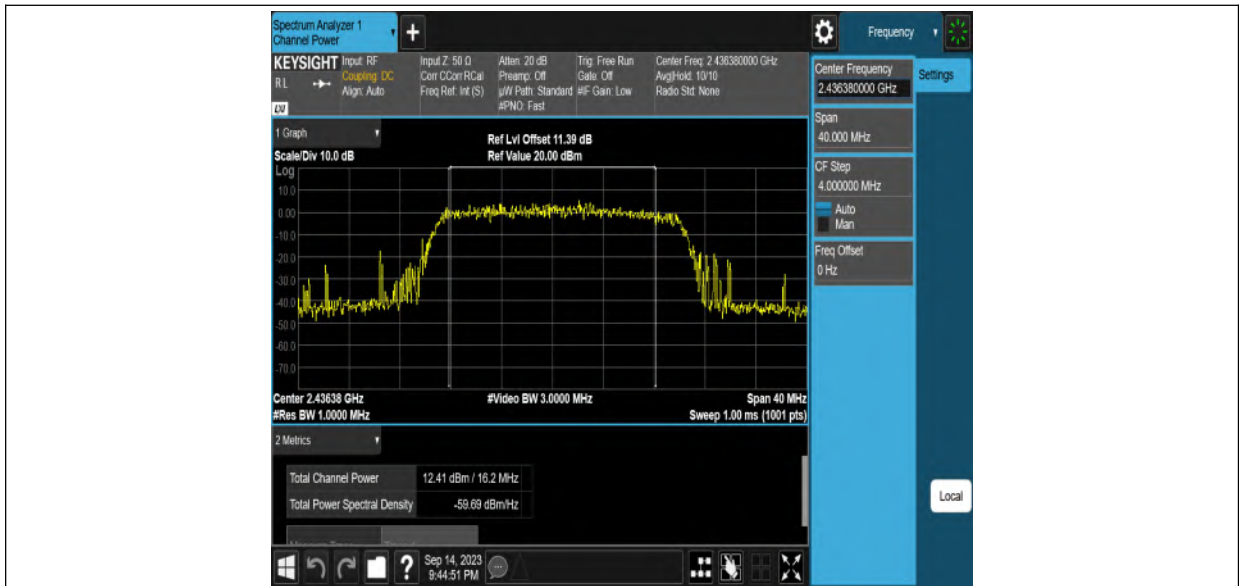 Spectrum Analyzer 1
Channel Power
+
Frequency
KEYSIGHT
R L
LXI
Input: RF
Coupling: DC
Align: Auto
Input Z: 50 Ω
Corr CCorr RCal
Freq Ref: Int (S)
Atten: 20 dB
Preamp: Off
µW Path: Standard
#PNO: Fast
Trig: Free Run
Gate: Off
#IF Gain: Low
Center Freq: 2.436380000 GHz
Avg|Hold: 10/10
Radio Std: None
Center Frequency
2.436380000 GHz
Settings
Span
40.000 MHz
CF Step
4.000000 MHz
Auto
Man
Freq Offset
0 Hz
1 Graph
Scale/Div 10.0 dB
Ref Lvl Offset 11.39 dB
Ref Value 20.00 dBm
Log
10.0
0.00
-10.0
-20.0
-30.0
-40.0
-50.0
-60.0
-70.0
Center 2.43638 GHz
#Res BW 1.0000 MHz
#Video BW 3.0000 MHz
Span 40 MHz
Sweep 1.00 ms (1001 pts)
2 Metrics
Total Channel Power 12.41 dBm / 16.2 MHz
Total Power Spectral Density -59.69 dBm/Hz
Local
?
Sep 14, 2023
9:44:51 PM